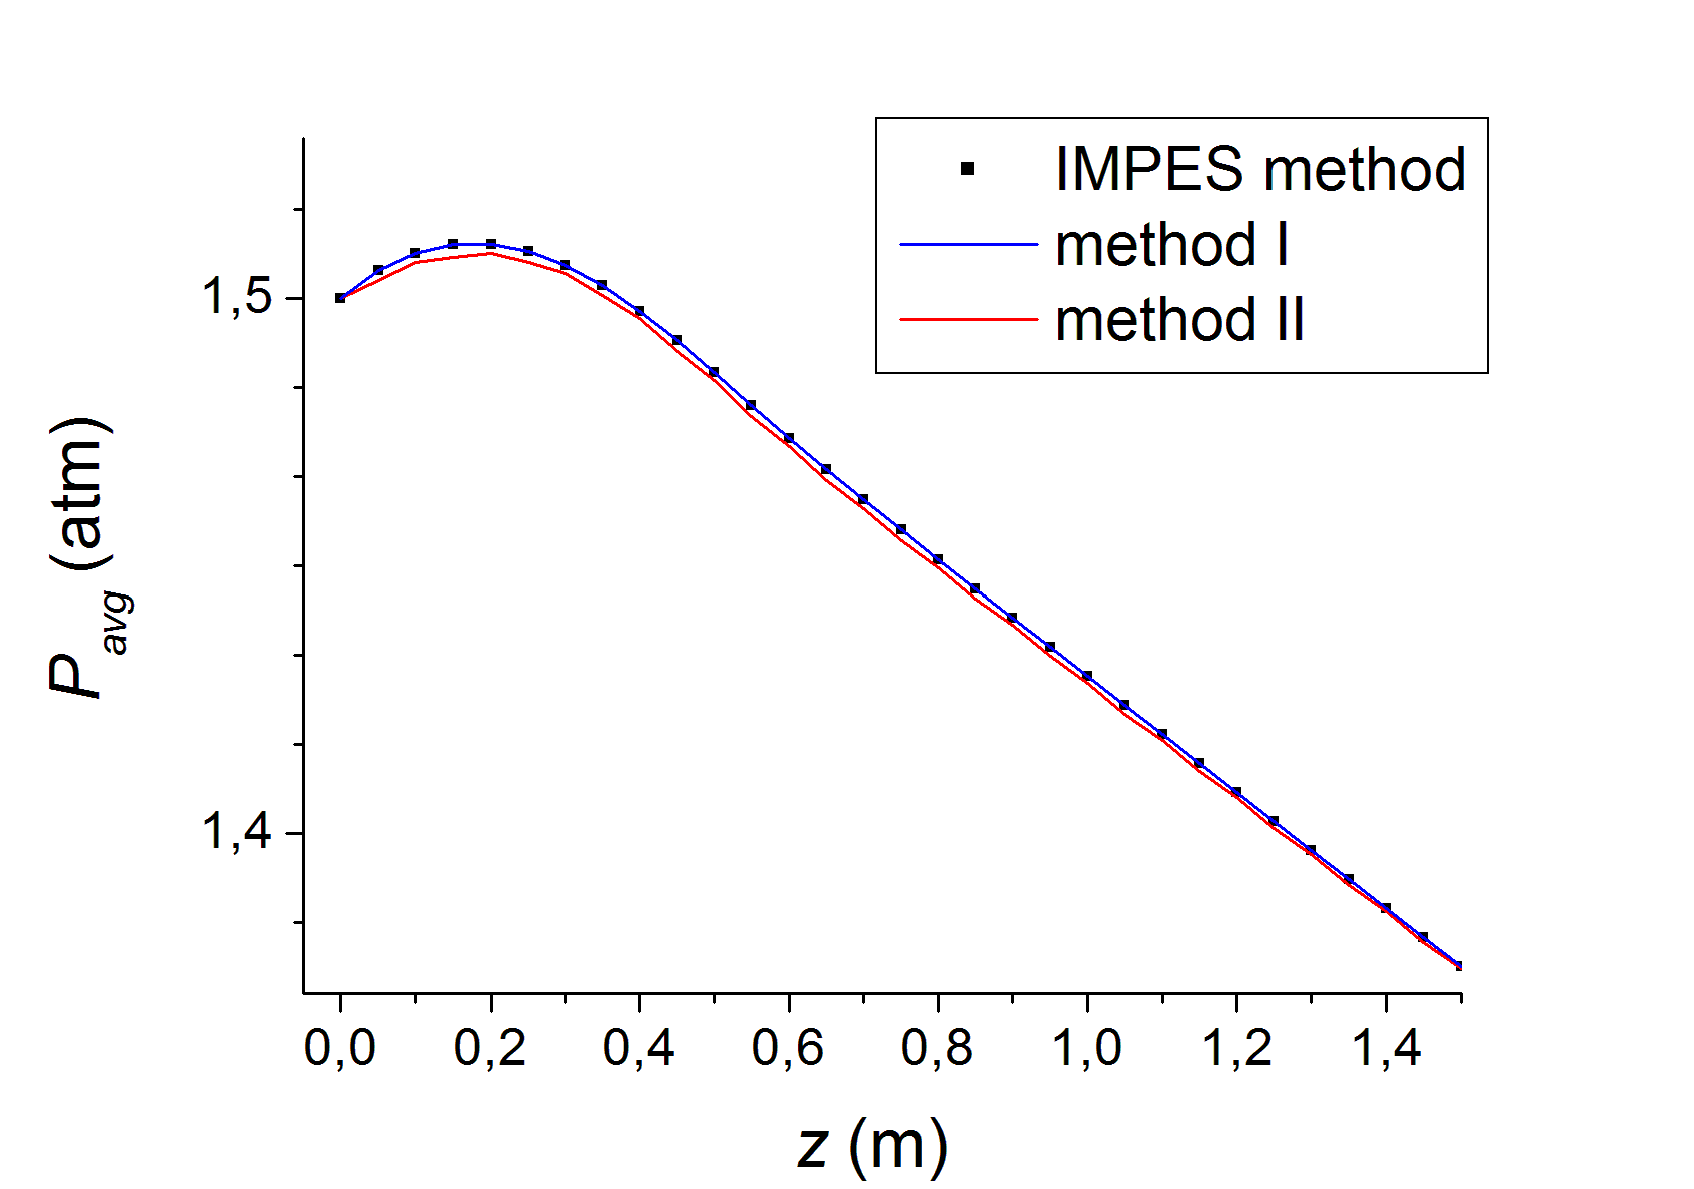 IMPES method
method I
method II
1,5
1,4
P avg (atm)
0,0 0,2 0,4 0,6 0,8 1,0 1,2 1,4
z (m)